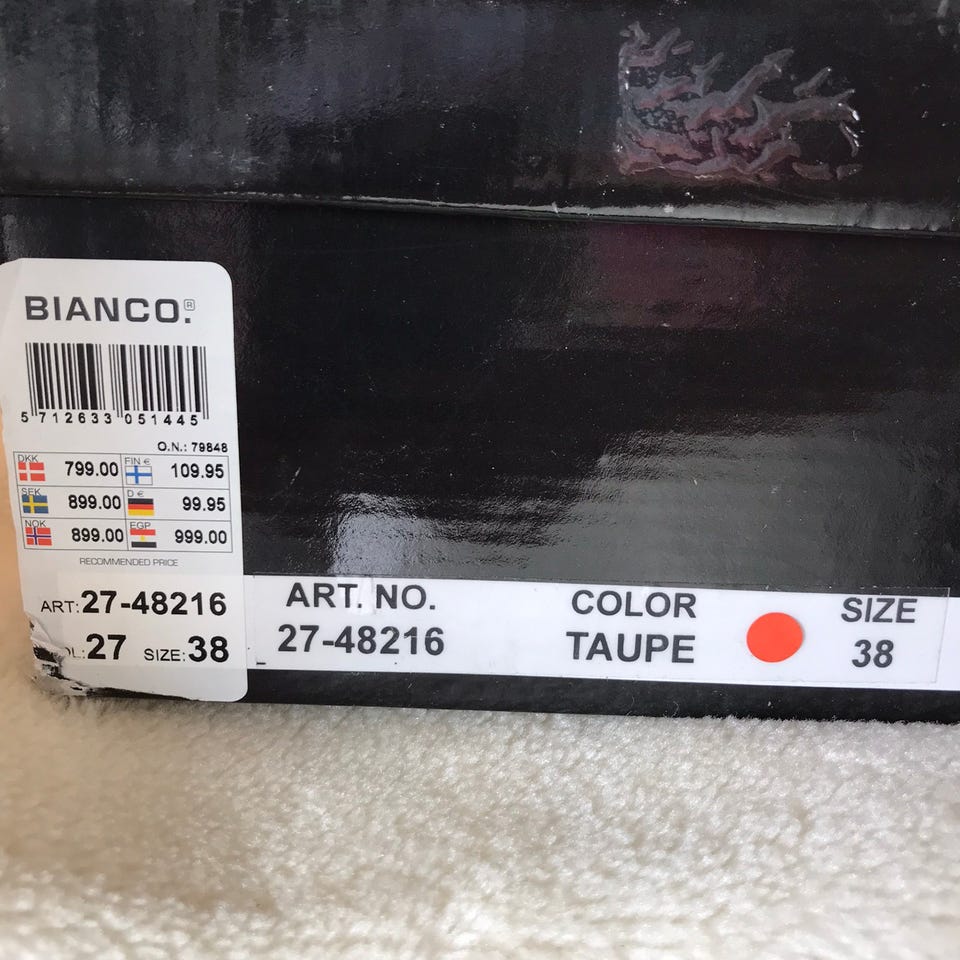 BIANCO.®
5 712633 051445
O.N.: 79848
DKK 799.00 FIN € 109.95
SEK 899.00 D € 99.95
NOK 899.00 EGP 999.00
RECOMMENDED PRICE
ART: 27-48216
27 SIZE: 38
ART. NO. COLOR SIZE
27-48216 TAUPE 38